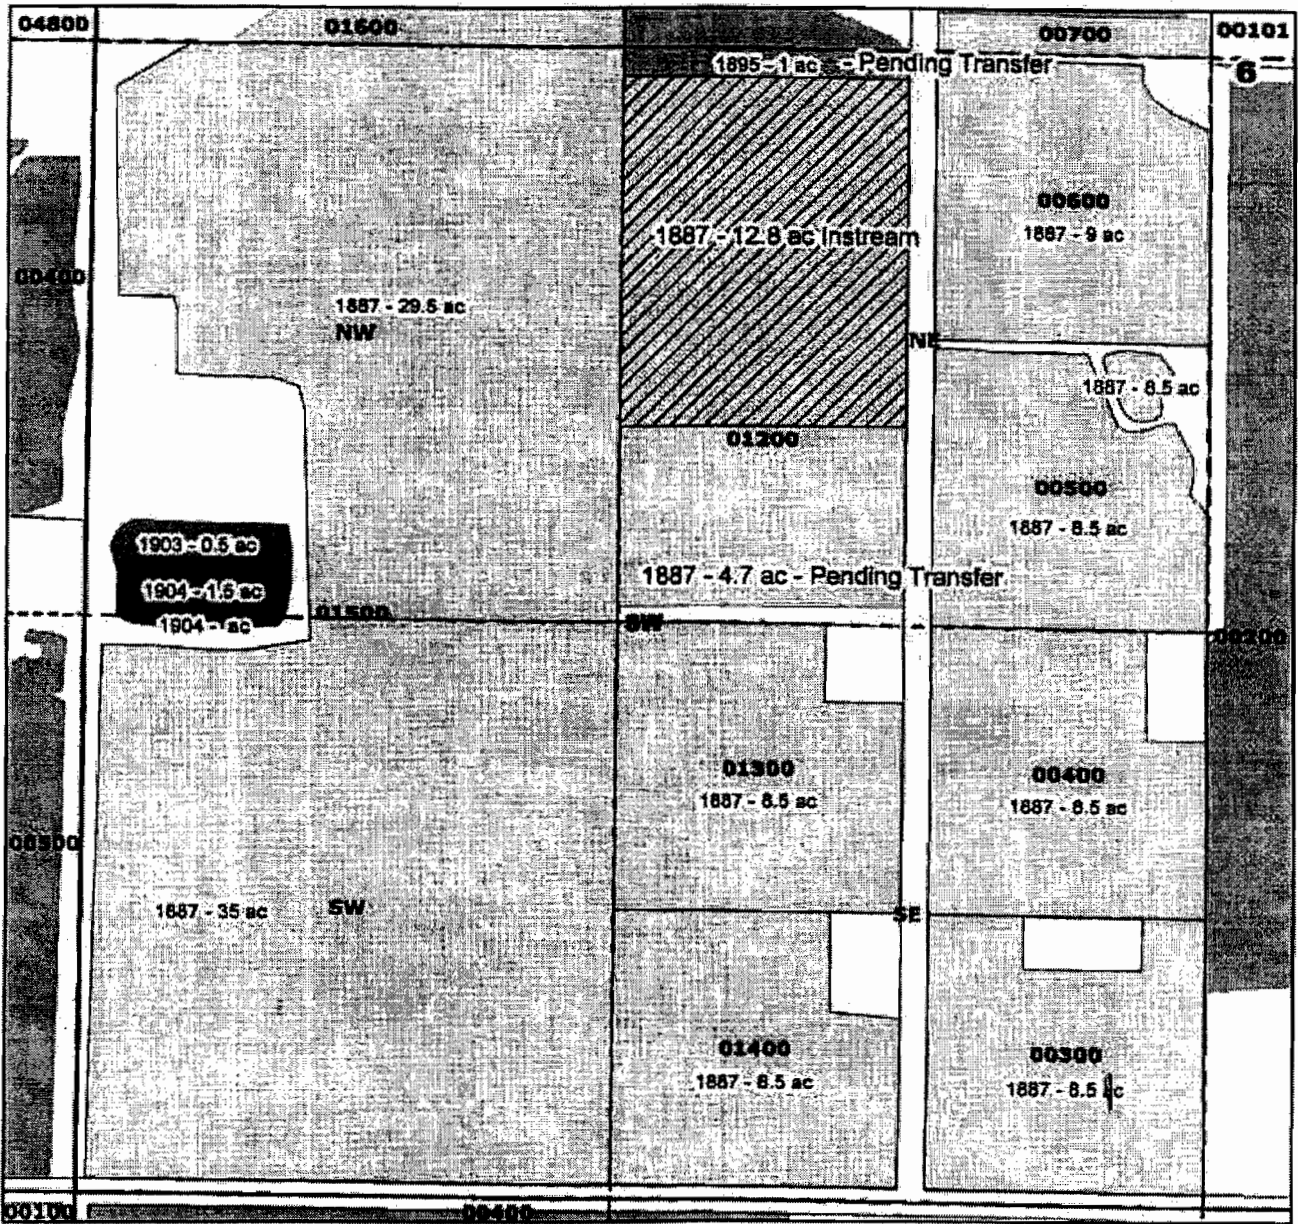 04800
01600
00700
00101
1895 - 1 ac - Pending Transfer
6
00600
1887 - 12.8 ac Instream
1887 - 9 ac
00400
1887 - 29.5 ac
NW
NE
1887 - 8.5 ac
01200
00500
1887 - 8.5 ac
1903 - 0.5 ac
1887 - 4.7 ac - Pending Transfer
1904 - 1.5 ac
01500
SW
1904 - ac
00200
01300
00400
1887 - 8.5 ac
1887 - 8.5 ac
00500
1887 - 35 ac
SW
SE
01400
00300
1887 - 8.5 ac
1887 - 8.5 ac
00100
00400